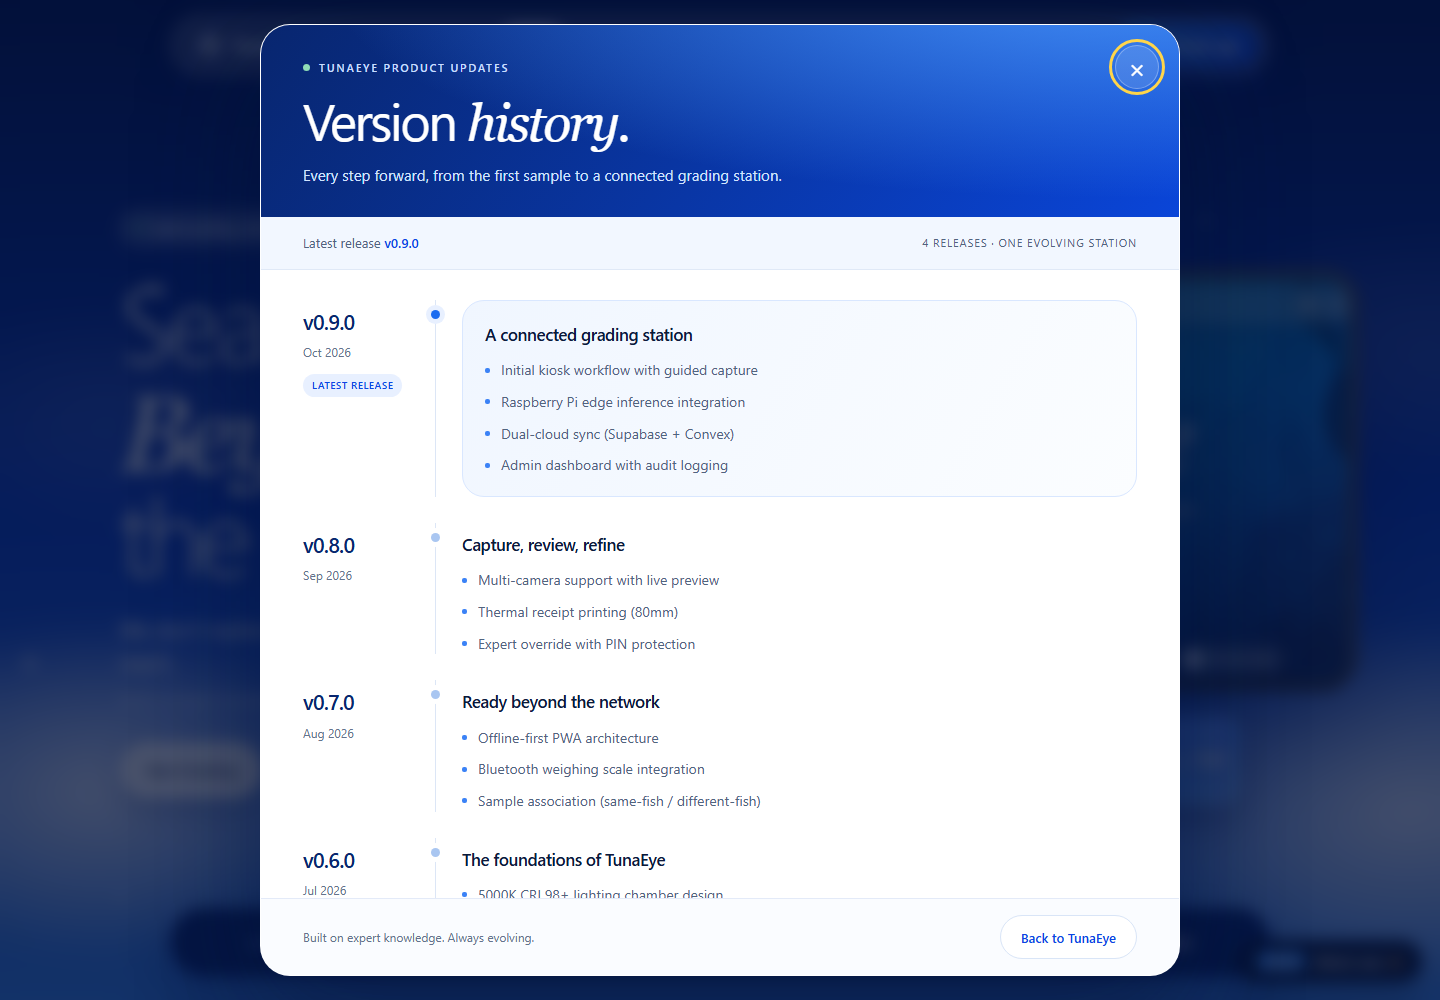 TUNAEYE PRODUCT UPDATES
Version history.
Every step forward, from the first sample to a connected grading station.
Latest release v0.9.0
4 RELEASES · ONE EVOLVING STATION
v0.9.0
Oct 2026
LATEST RELEASE
A connected grading station
Initial kiosk workflow with guided capture
Raspberry Pi edge inference integration
Dual-cloud sync (Supabase + Convex)
Admin dashboard with audit logging
v0.8.0
Sep 2026
Capture, review, refine
Multi-camera support with live preview
Thermal receipt printing (80mm)
Expert override with PIN protection
v0.7.0
Aug 2026
Ready beyond the network
Offline-first PWA architecture
Bluetooth weighing scale integration
Sample association (same-fish / different-fish)
v0.6.0
Jul 2026
The foundations of TunaEye
5000K CRI 98+ lighting chamber design
Built on expert knowledge. Always evolving.
Back to TunaEye